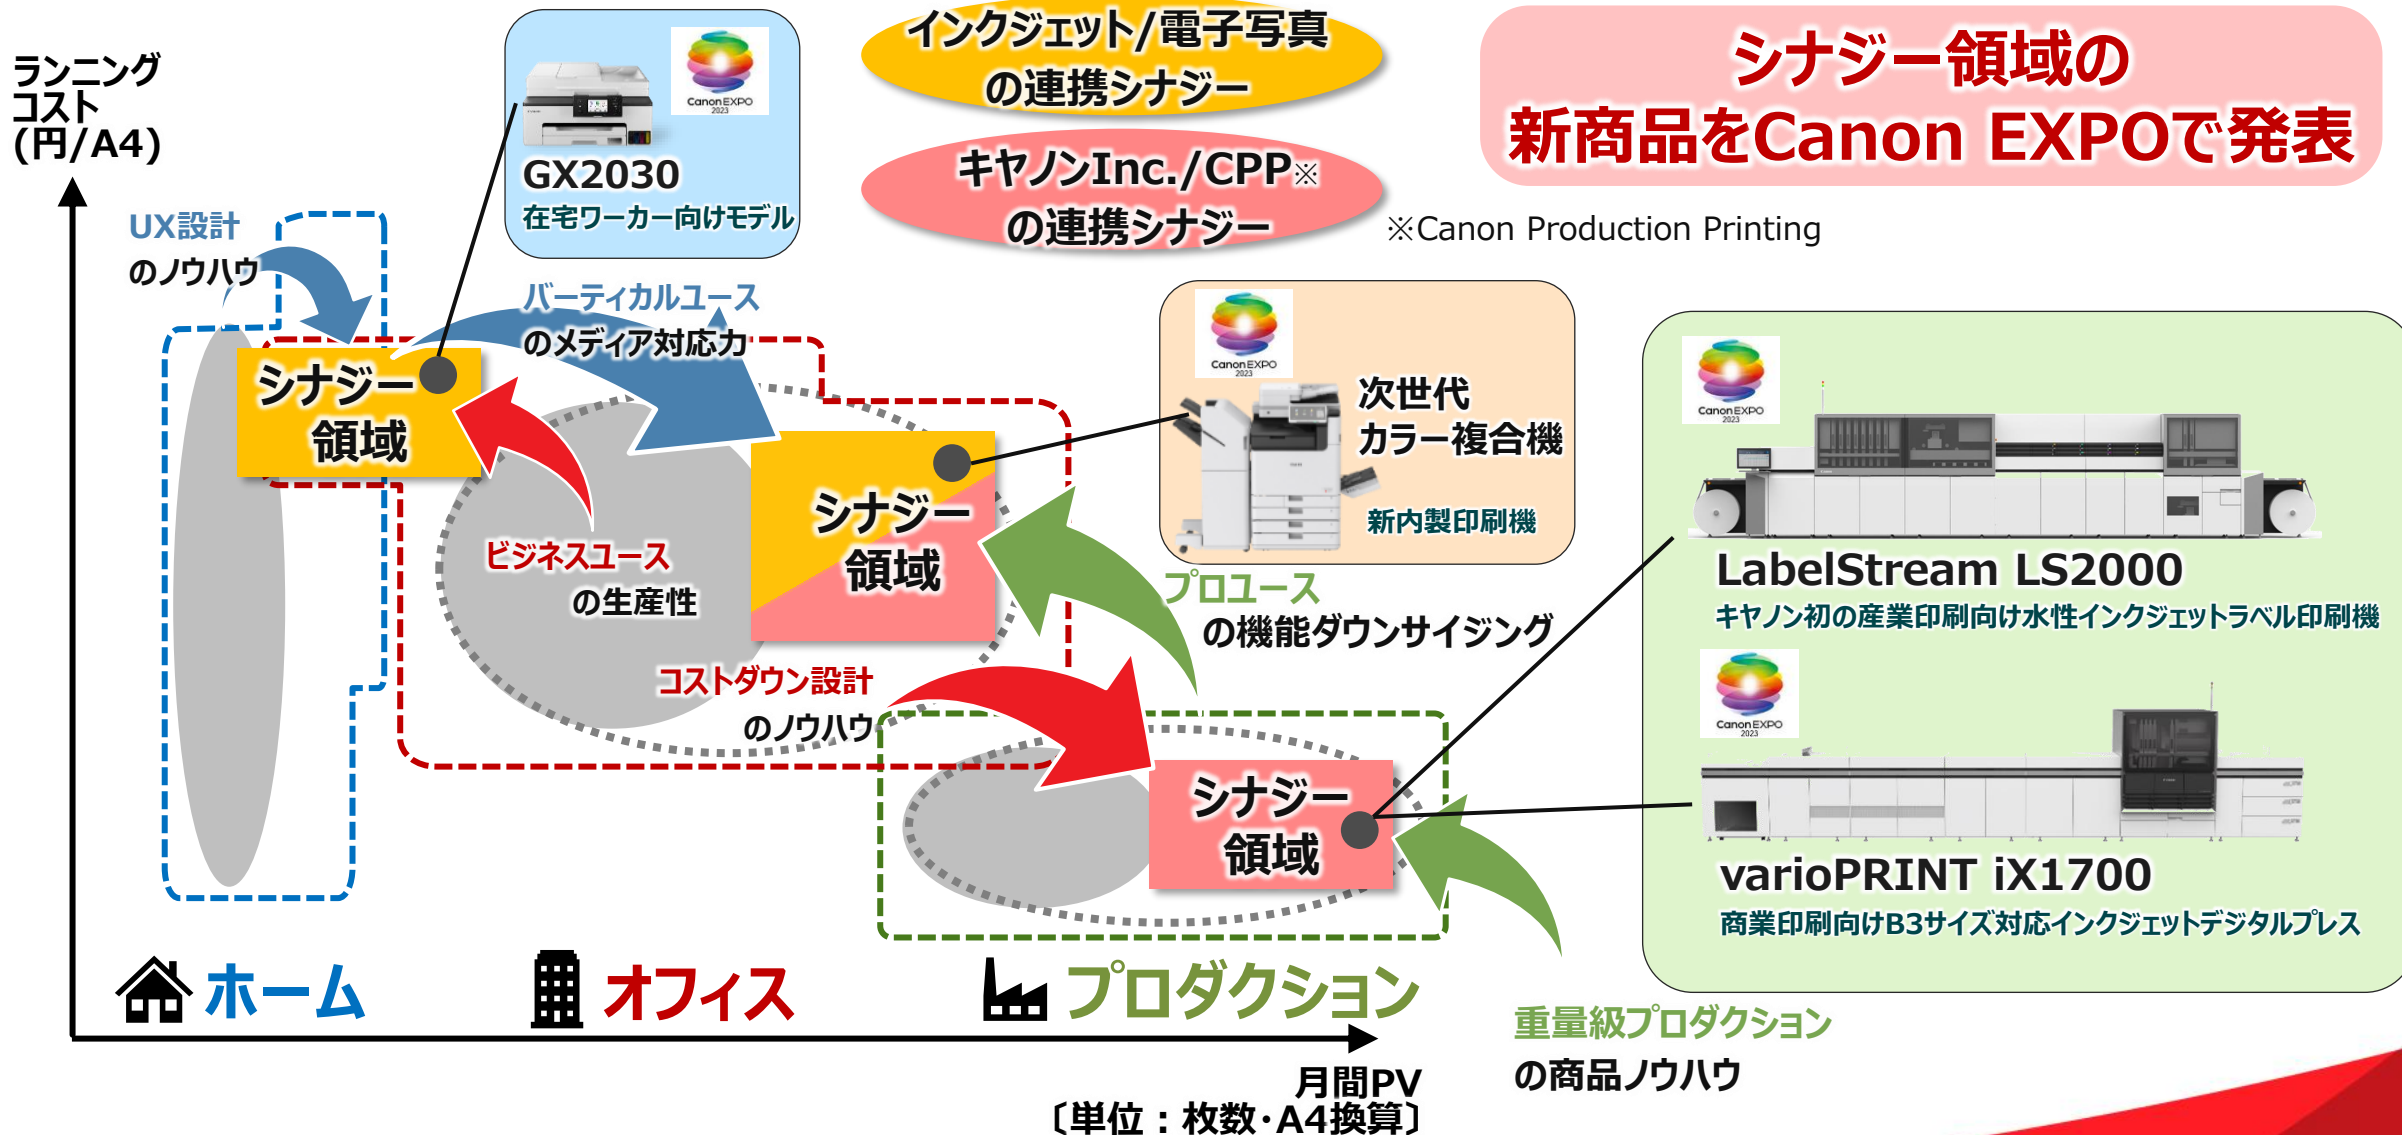 ランニング
コスト
(円/A4)
Canon EXPO
2023
GX2030
在宅ワーカー向けモデル
インクジェット/電子写真
の連携シナジー
キヤノンInc./CPP※
の連携シナジー
シナジー領域の
新商品をCanon EXPOで発表
※Canon Production Printing
UX設計
のノウハウ
バーティカルユース
のメディア対応力
シナジー
領域
ビジネスユース
の生産性
シナジー
領域
Canon EXPO
2023
次世代
カラー複合機
新内製印刷機
プロユース
の機能ダウンサイジング
コストダウン設計
のノウハウ
シナジー
領域
Canon EXPO
2023
LabelStream LS2000
キヤノン初の産業印刷向け水性インクジェットラベル印刷機
Canon EXPO
2023
varioPRINT iX1700
商業印刷向けB3サイズ対応インクジェットデジタルプレス
ホーム
オフィス
プロダクション
重量級プロダクション
の商品ノウハウ
月間PV
〔単位：枚数・A4換算〕